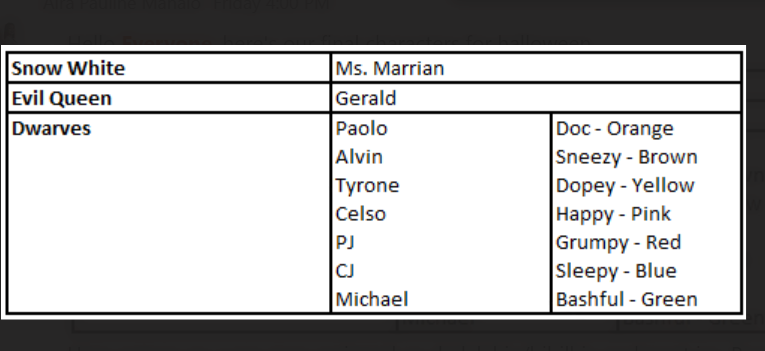 Snow White Ms. Marrian
Evil Queen Gerald
Dwarves Paolo Doc - Orange
Alvin Sneezy - Brown
Tyrone Dopey - Yellow
Celso Happy - Pink
PJ Grumpy - Red
CJ Sleepy - Blue
Michael Bashful - Green